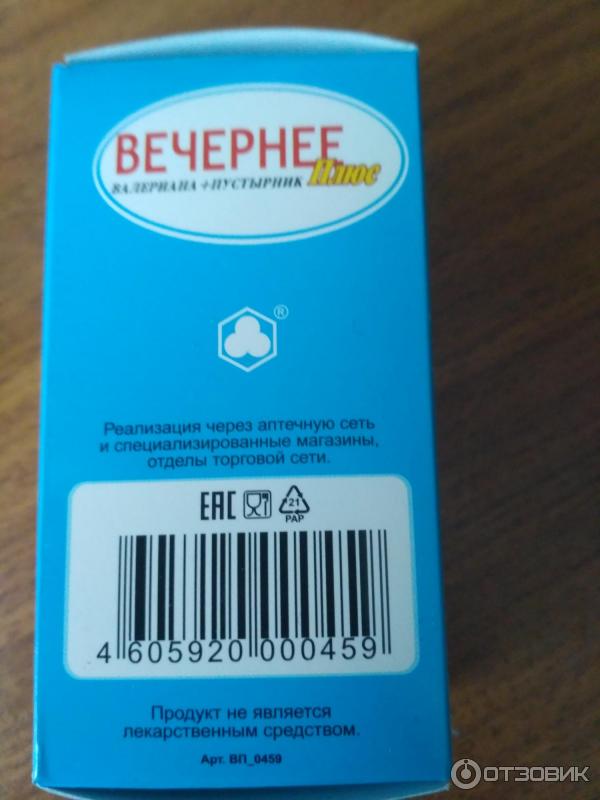 ВЕЧЕРНЕЕ
Плюс
ВАЛЕРИАНА +ПУСТЫРНИК
®
Реализация через аптечную сеть
и специализированные магазины,
отделы торговой сети.
EAC
21
PAP
4 605920 000459
Продукт не является
лекарственным средством.
Арт. ВП_0459
ОТЗОВИК